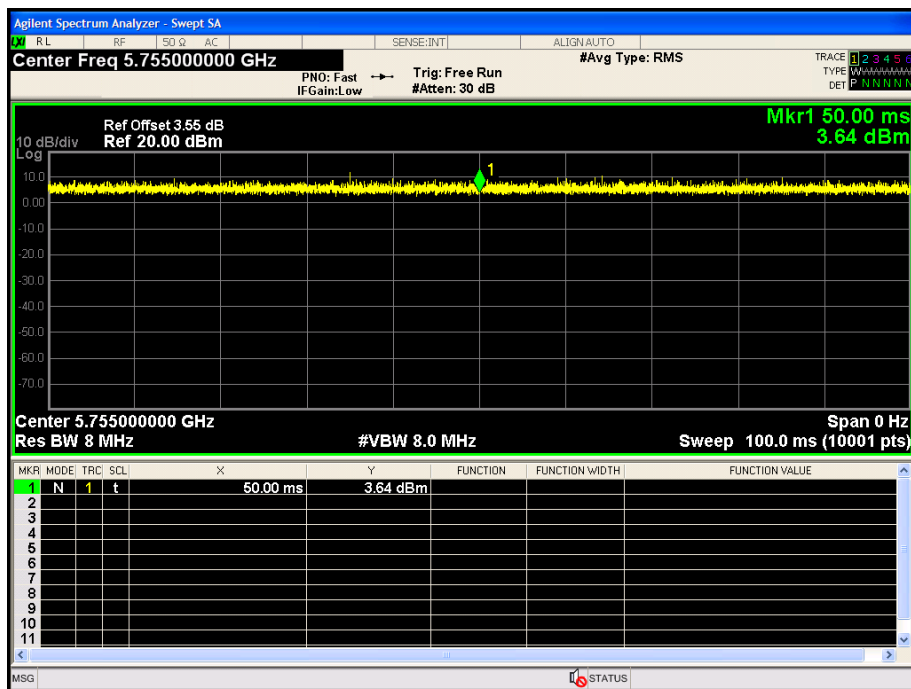 Agilent Spectrum Analyzer - Swept SA
LXI RL RF 50 Ω AC SENSE:INT ALIGN AUTO
Center Freq 5.755000000 GHz #Avg Type: RMS TRACE 1 2 3 4 5 6
PNO: Fast Trig: Free Run TYPE
IFGain:Low #Atten: 30 dB DET P N N N N N
Mkr1 50.00 ms
Ref Offset 3.55 dB
10 dB/div Ref 20.00 dBm 3.64 dBm
Log
1
10.0
0.00
-10.0
-20.0
-30.0
-40.0
-50.0
-60.0
-70.0
Center 5.755000000 GHz Span 0 Hz
Res BW 8 MHz #VBW 8.0 MHz Sweep 100.0 ms (10001 pts)
MKR MODE TRC SCL X Y FUNCTION FUNCTION WIDTH FUNCTION VALUE
1 N 1 t 50.00 ms 3.64 dBm
2
3
4
5
6
7
8
9
10
11
MSG STATUS